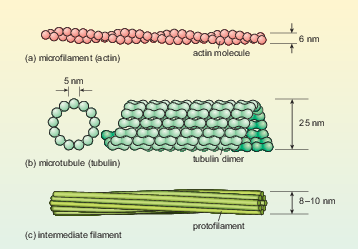 6 nm
actin molecule
(a) microfilament (actin)
5 nm
25 nm
tubulin dimer
(b) microtubule (tubulin)
8–10 nm
protofilament
(c) intermediate filament